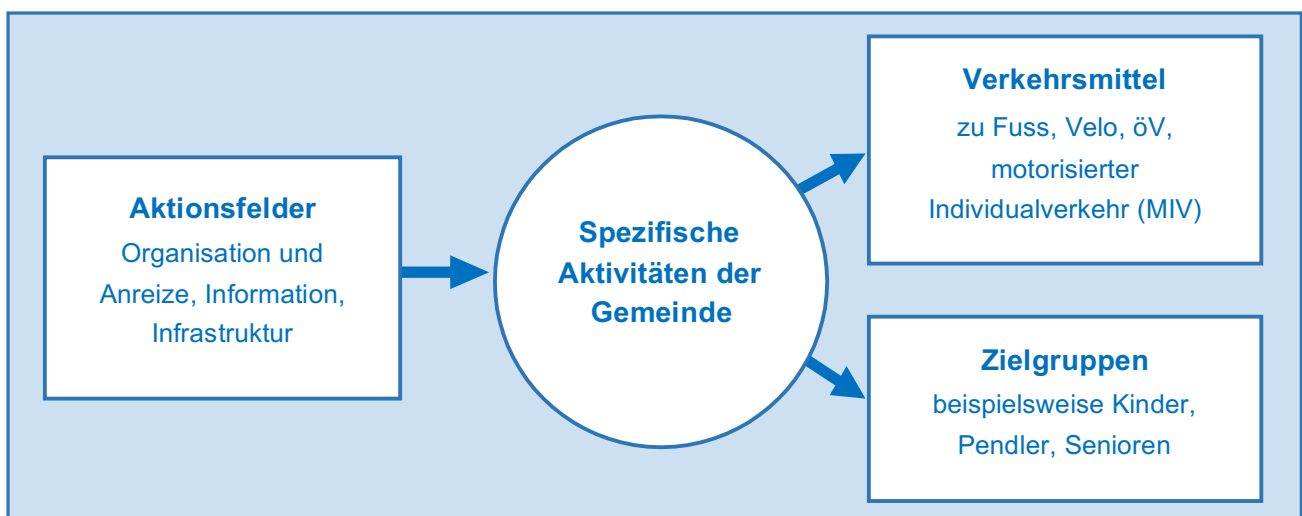 Aktionsfelder
Organisation und
Anreize, Information,
Infrastruktur
Spezifische
Aktivitäten der
Gemeinde
Verkehrsmittel
zu Fuss, Velo, öV,
motorisierter
Individualverkehr (MIV)
Zielgruppen
beispielsweise Kinder,
Pendler, Senioren